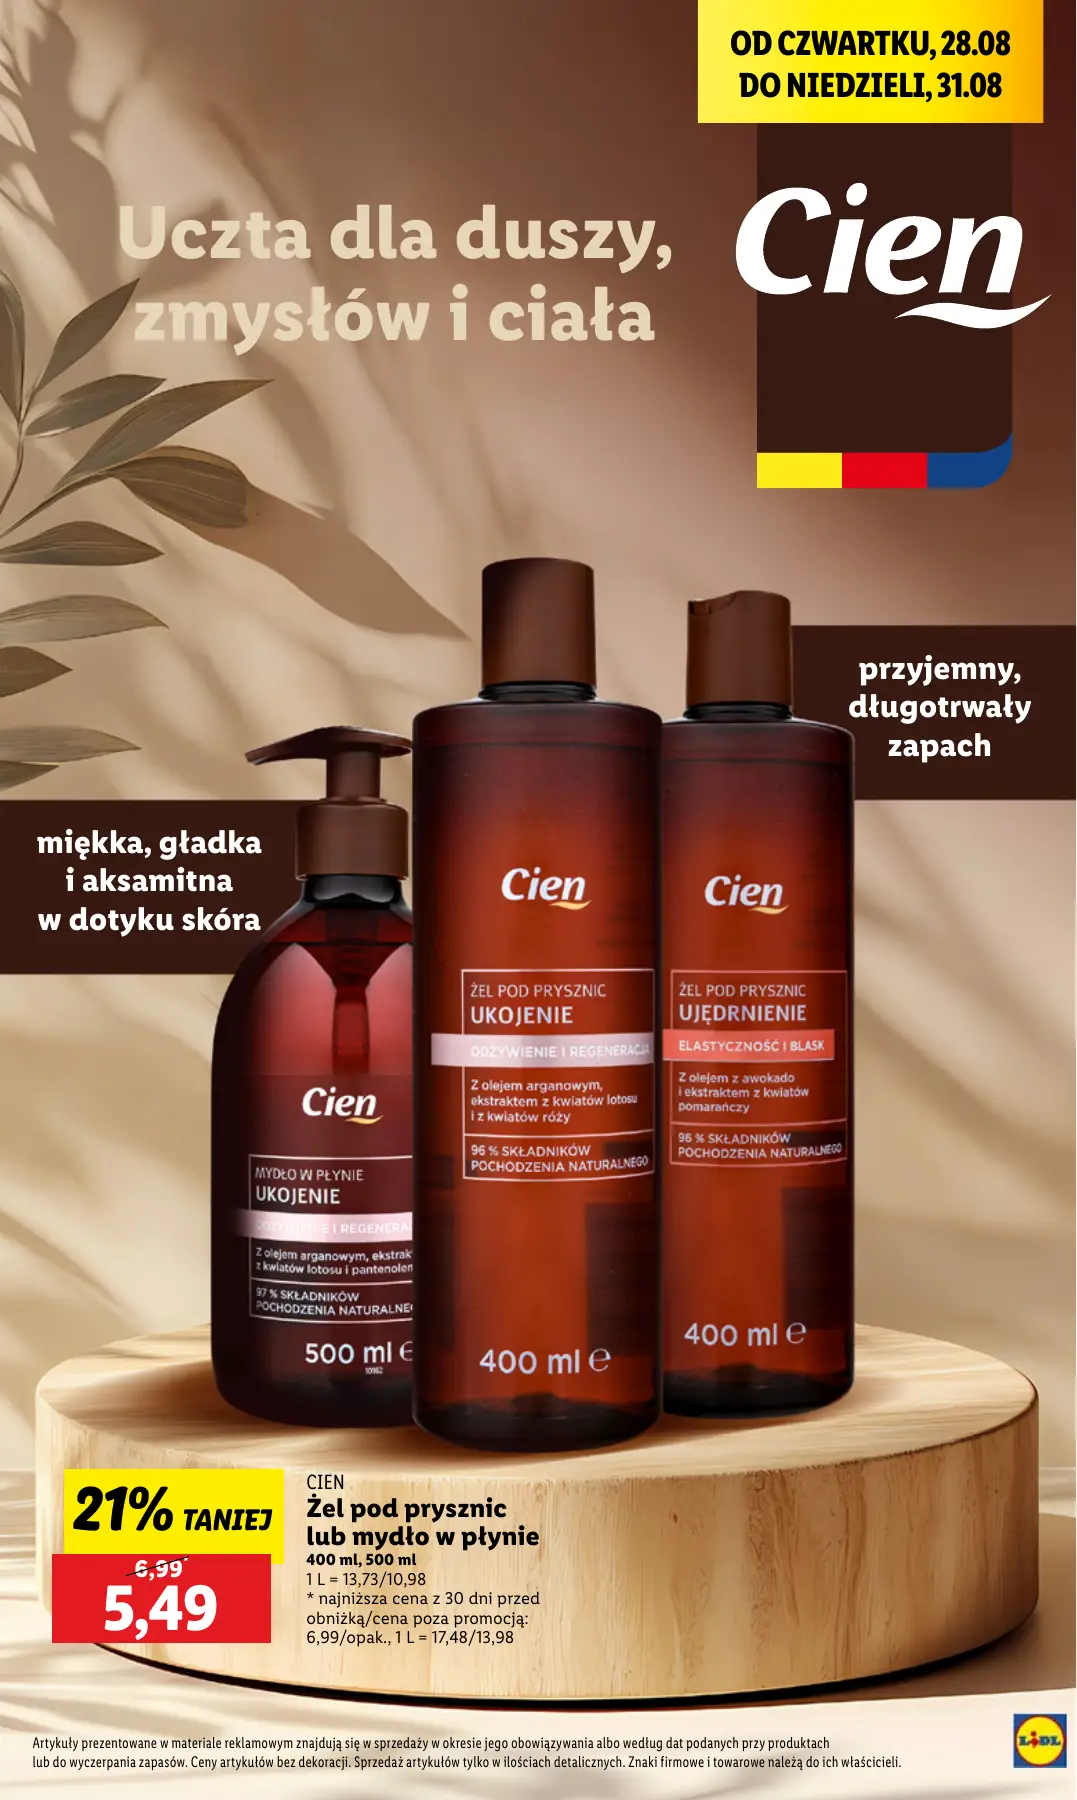 OD CZWARTKU, 28.08
DO NIEDZIELI, 31.08
Cien
Uczta dla duszy,
zmysłów i ciała
przyjemny,
długotrwały
zapach
miękka, gładka
i aksamitna
w dotyku skóra
Cien
MYDŁO W PŁYNIE
UKOJENIE
Z olejem arganowym, ekstrak
z kwiatów lotosu i pantenolem
97 % SKŁADNIKÓW
POCHODZENIA NATURALNE
500 ml e
Cien
ŻEL POD PRYSZNIC
UKOJENIE
ODŻYWIENIE I REGENERACJA
Z olejem arganowym,
ekstraktem z kwiatów lotosu
i z kwiatów róży
96 % SKŁADNIKÓW
POCHODZENIA NATURALNEGO
400 ml e
Cien
ŻEL POD PRYSZNIC
UJĘDRNIENIE
ELASTYCZNOŚĆ I BLASK
Z olejem z awokado
i ekstraktem z kwiatów
pomarańczy
96 % SKŁADNIKÓW
POCHODZENIA NATURALNEGO
400 ml e
21% TANIEJ
6,99*
5,49
CIEN
Żel pod prysznic
lub mydło w płynie
400 ml, 500 ml
1 L = 13,73/10,98
* najniższa cena z 30 dni przed
obniżką/cena poza promocją:
6,99/opak., 1 L = 17,48/13,98
Artykuły prezentowane w materiale reklamowym znajdują się w sprzedaży w okresie jego obowiązywania albo według dat podanych przy produktach
lub do wyczerpania zapasów. Ceny artykułów bez dekoracji. Sprzedaż artykułów tylko w ilościach detalicznych. Znaki firmowe i towarowe należą do ich właścicieli.
LIDL